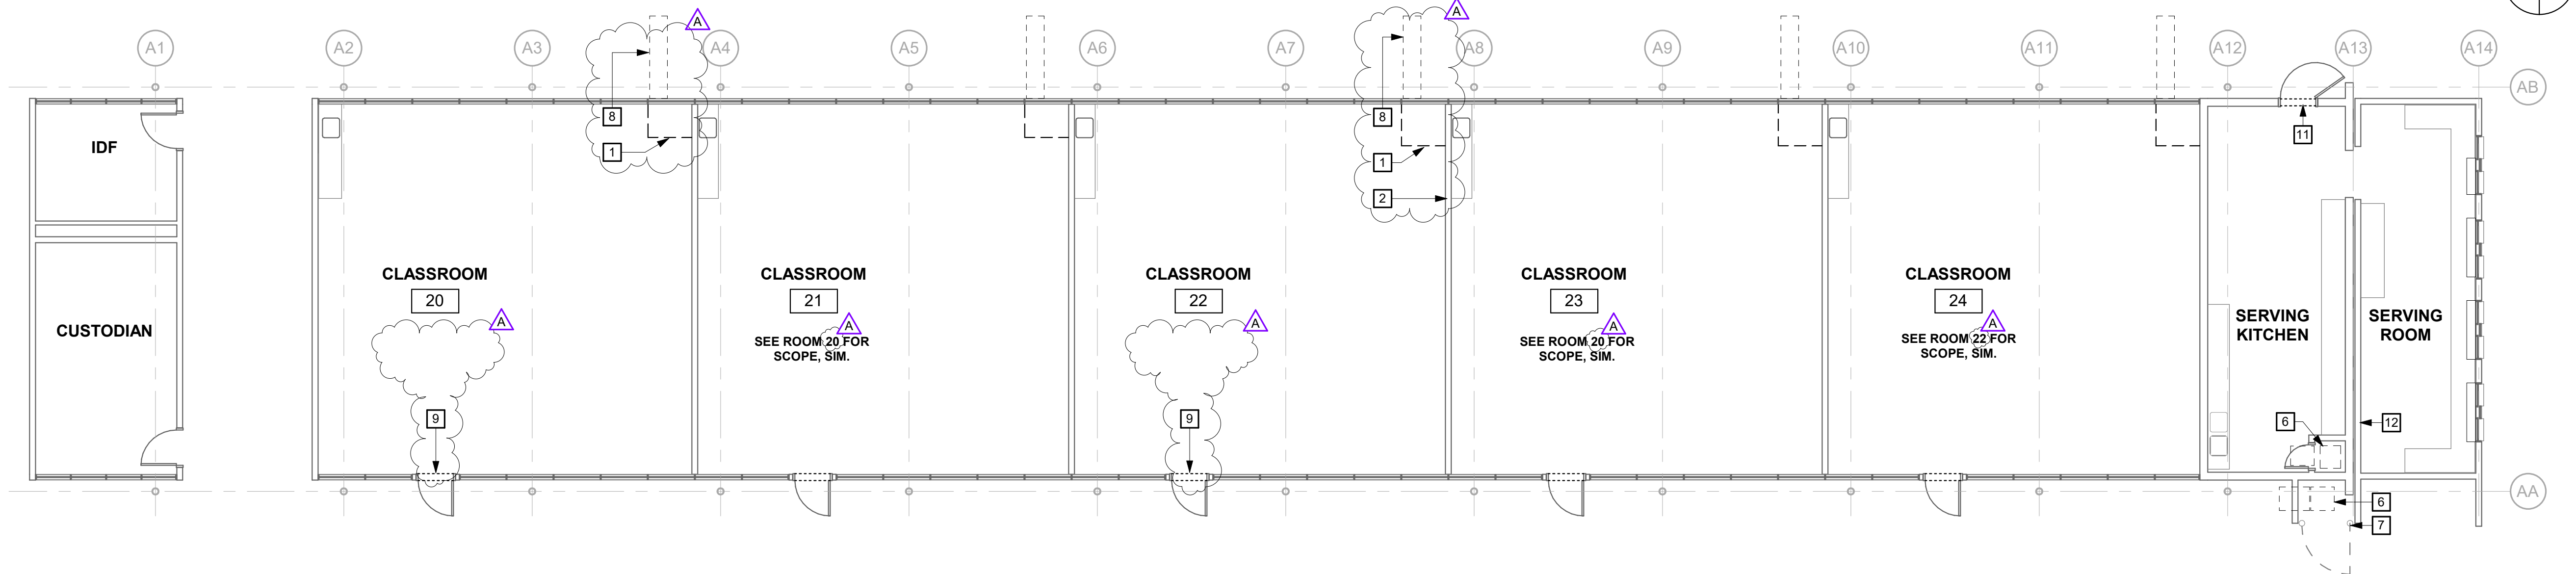 A A
A1 A2 A3 A4 A5 A6 A7 A8 A9 A10 A11 A12 A13 A14
AB
8 8
11
IDF
1 1
2
CLASSROOM CLASSROOM CLASSROOM CLASSROOM CLASSROOM
20 21 22 23 24
A A A A A
CUSTODIAN
SERVING
KITCHEN
SERVING
ROOM
SEE ROOM 20 FOR
SCOPE, SIM.
SEE ROOM 20 FOR
SCOPE, SIM.
SEE ROOM 22 FOR
SCOPE, SIM.
9 9
6 12
AA
6
7